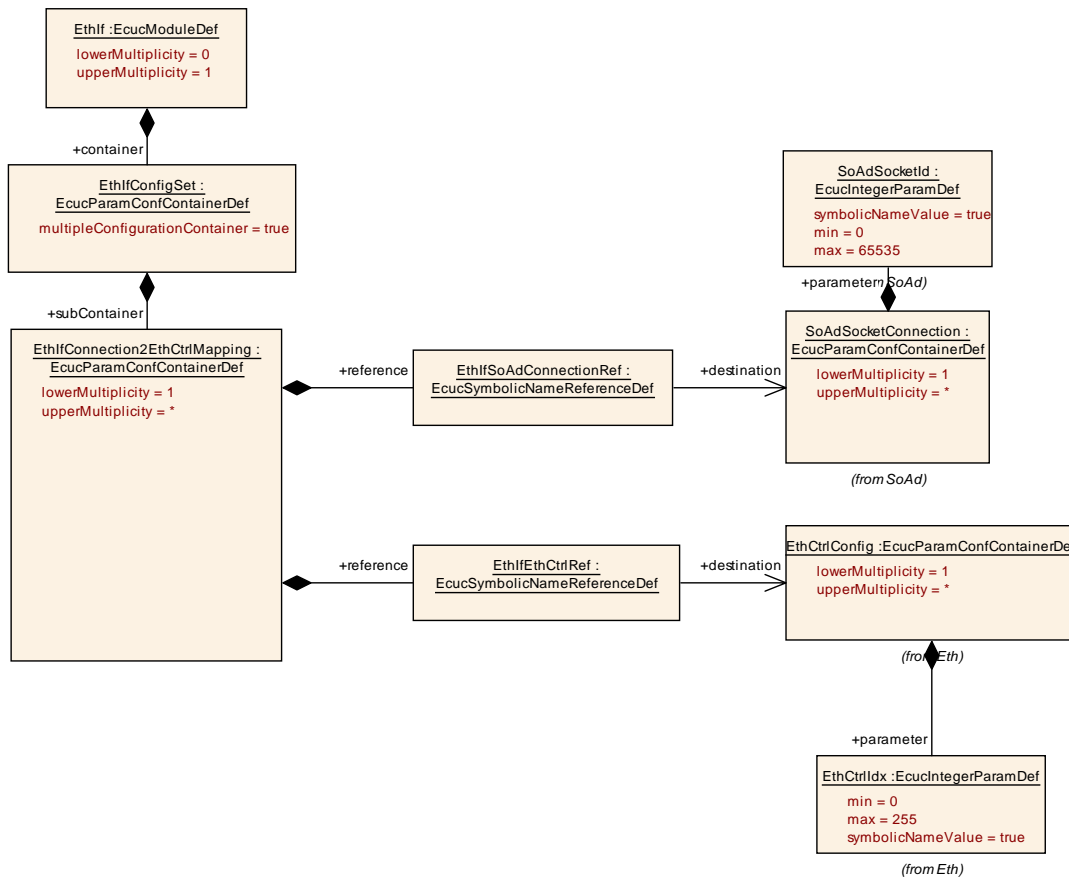 EthIf :EcucModuleDef
lowerMultiplicity = 0
upperMultiplicity = 1
+container
EthIfConfigSet :
EcucParamConfContainerDef
multipleConfigurationContainer = true
+subContainer
EthIfConnection2EthCtrlMapping :
EcucParamConfContainerDef
lowerMultiplicity = 1
upperMultiplicity = *
+reference
EthIfSoAdConnectionRef :
EcucSymbolicNameReferenceDef
+destination
SoAdSocketId :
EcucIntegerParamDef
symbolicNameValue = true
min = 0
max = 65535
+parameter
SoAd)
SoAdSocketConnection :
EcucParamConfContainerDef
lowerMultiplicity = 1
upperMultiplicity = *
(from SoAd)
+reference
EthIfEthCtrlRef :
EcucSymbolicNameReferenceDef
+destination
EthCtrlConfig :EcucParamConfContainerDe
lowerMultiplicity = 1
upperMultiplicity = *
(from Eth)
+parameter
EthCtrlIdx :EcucIntegerParamDef
min = 0
max = 255
symbolicNameValue = true
(from Eth)